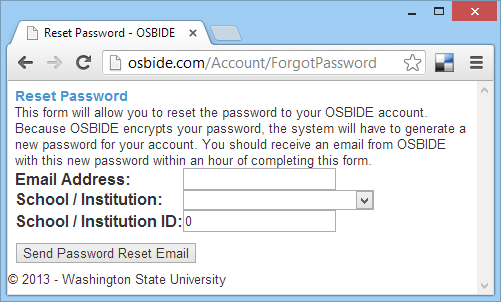 Reset Password - OSBIDE
osbide.com/Account/ForgotPassword
Reset Password
This form will allow you to reset the password to your OSBIDE account.
Because OSBIDE encrypts your password, the system will have to generate a
new password for your account. You should receive an email from OSBIDE
with this new password within an hour of completing this form.
Email Address:
School / Institution:
School / Institution ID: 0
Send Password Reset Email
© 2013 - Washington State University